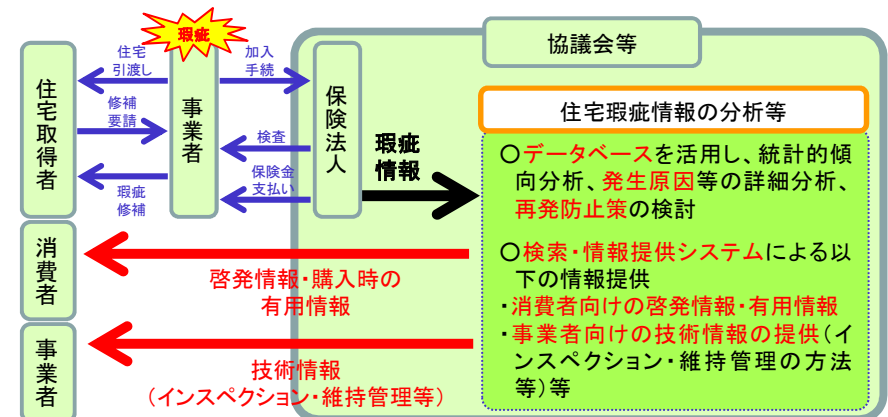 瑕疵
協議会等
住宅
引渡し
加入
手続
住宅取得者
修補
要請
事業者
検査
保険金
支払い
瑕疵
修補
保険法人
瑕疵
情報
住宅瑕疵情報の分析等
○データベースを活用し、統計的傾
向分析、発生原因等の詳細分析、
再発防止策の検討
○検索・情報提供システムによる以
下の情報提供
・消費者向けの啓発情報・有用情報
・事業者向けの技術情報の提供(イ
ンスペクション・維持管理の方法
等)等
消費者
啓発情報・購入時の
有用情報
事業者
技術情報
(インスペクション・維持管理等)